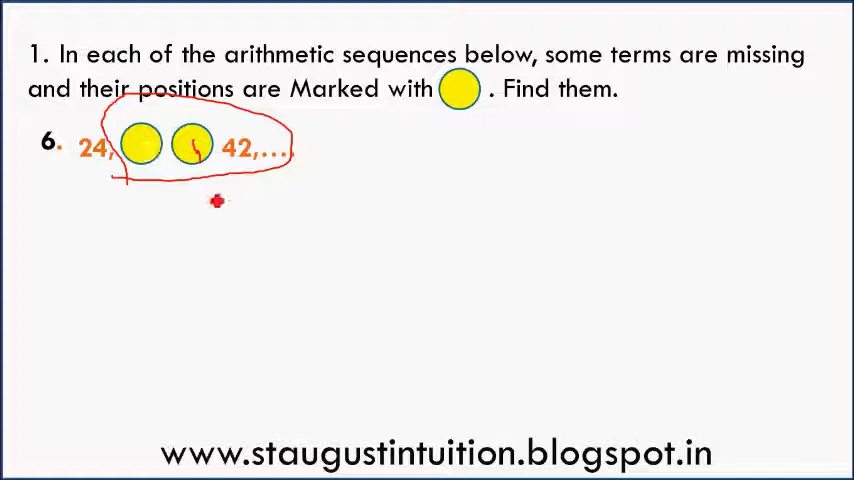 1. In each of the arithmetic sequences below, some terms are missing
and their positions are Marked with . Find them.
6. 24, 42,....
www.staugustintuition.blogspot.in